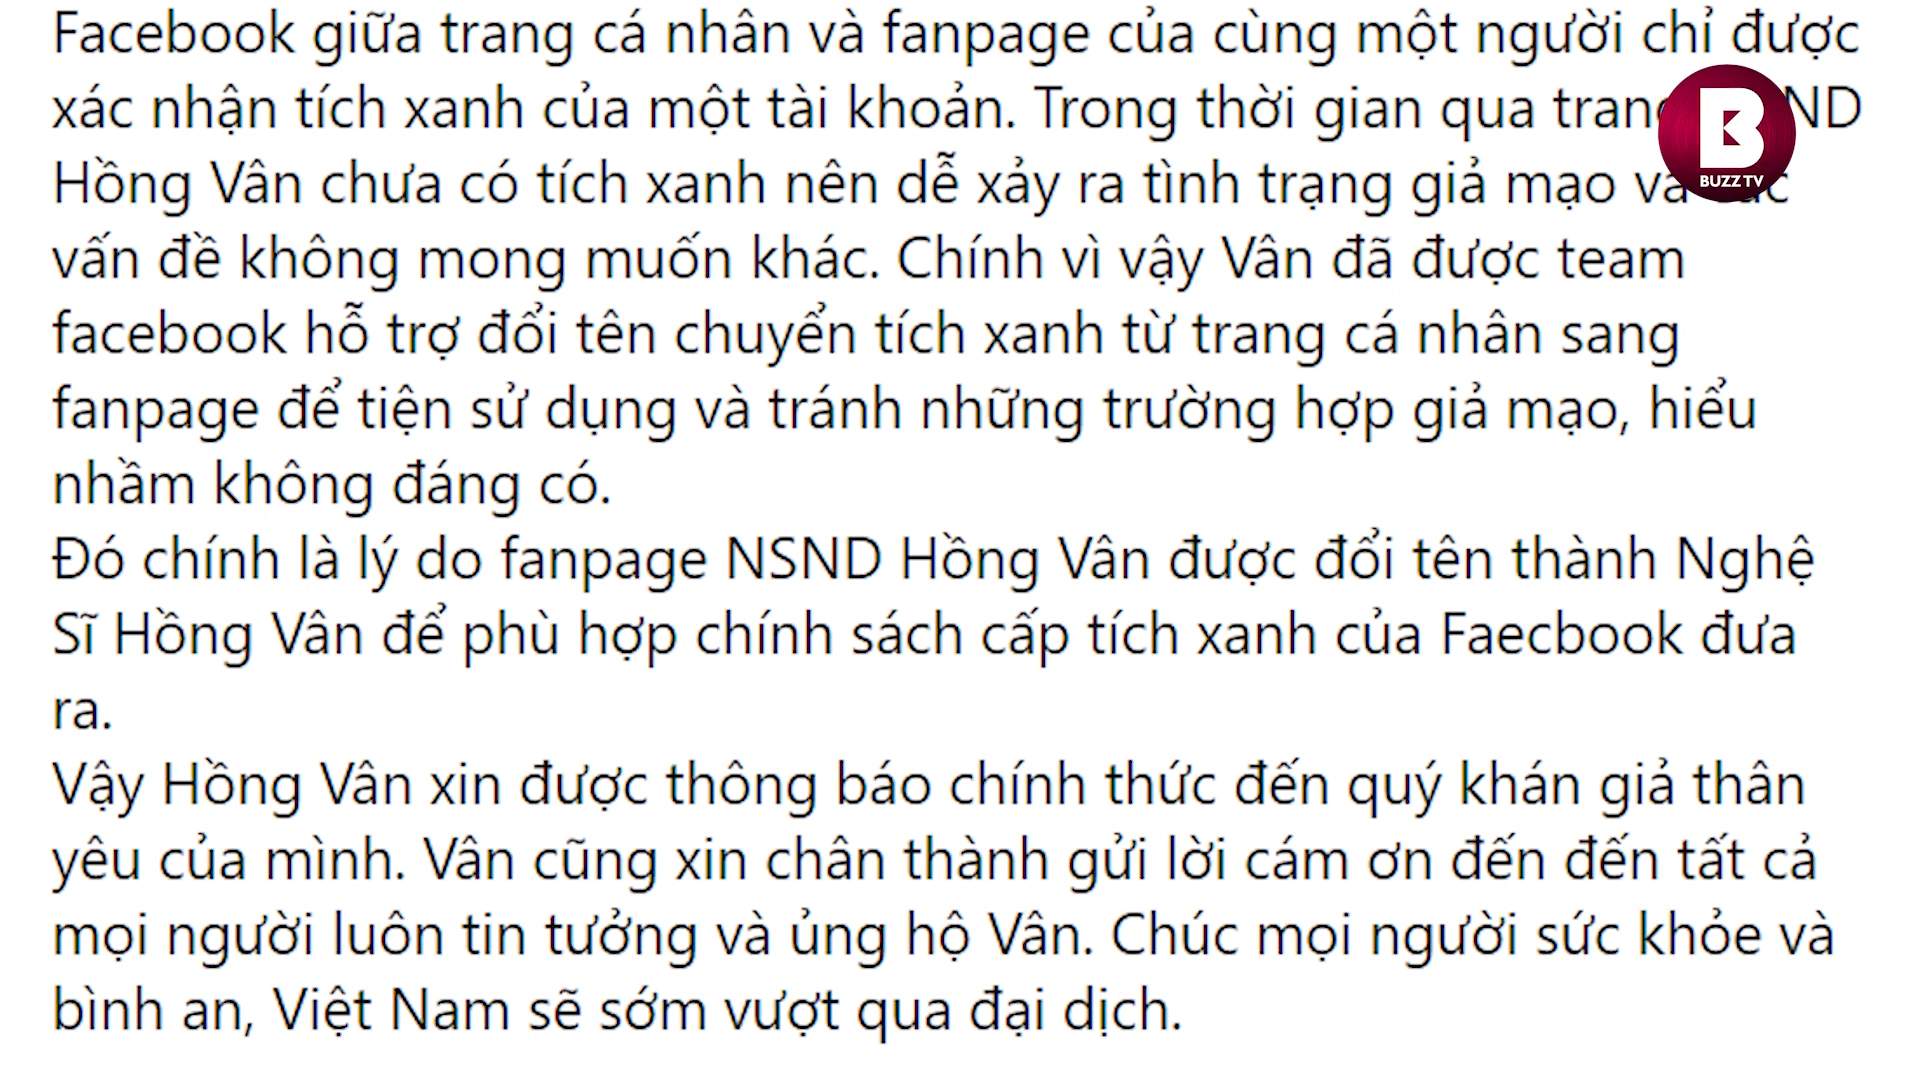 Facebook giữa trang cá nhân và fanpage của cùng một người chỉ được
xác nhận tích xanh của một tài khoản. Trong thời gian qua
Hồng Vân chưa có tích xanh nên dễ xảy ra tình trạng giả mạo
vấn đề không mong muốn khác. Chính vì vậy Vân đã được team
facebook hỗ trợ đổi tên chuyển tích xanh từ trang cá nhân sang
fanpage để tiện sử dụng và tránh những trường hợp giả mạo, hiểu
nhầm không đáng có.
Đó chính là lý do fanpage NSND Hồng Vân được đổi tên thành Nghệ
Sĩ Hồng Vân để phù hợp chính sách cấp tích xanh của Faecbook đưa
ra.
Vậy Hồng Vân xin được thông báo chính thức đến quý khán giả thân
yêu của mình. Vân cũng xin chân thành gửi lời cám ơn đến đến tất cả
mọi người luôn tin tưởng và ủng hộ Vân. Chúc mọi người sức khỏe và
bình an, Việt Nam sẽ sớm vượt qua đại dịch.
B
BUZZ TV